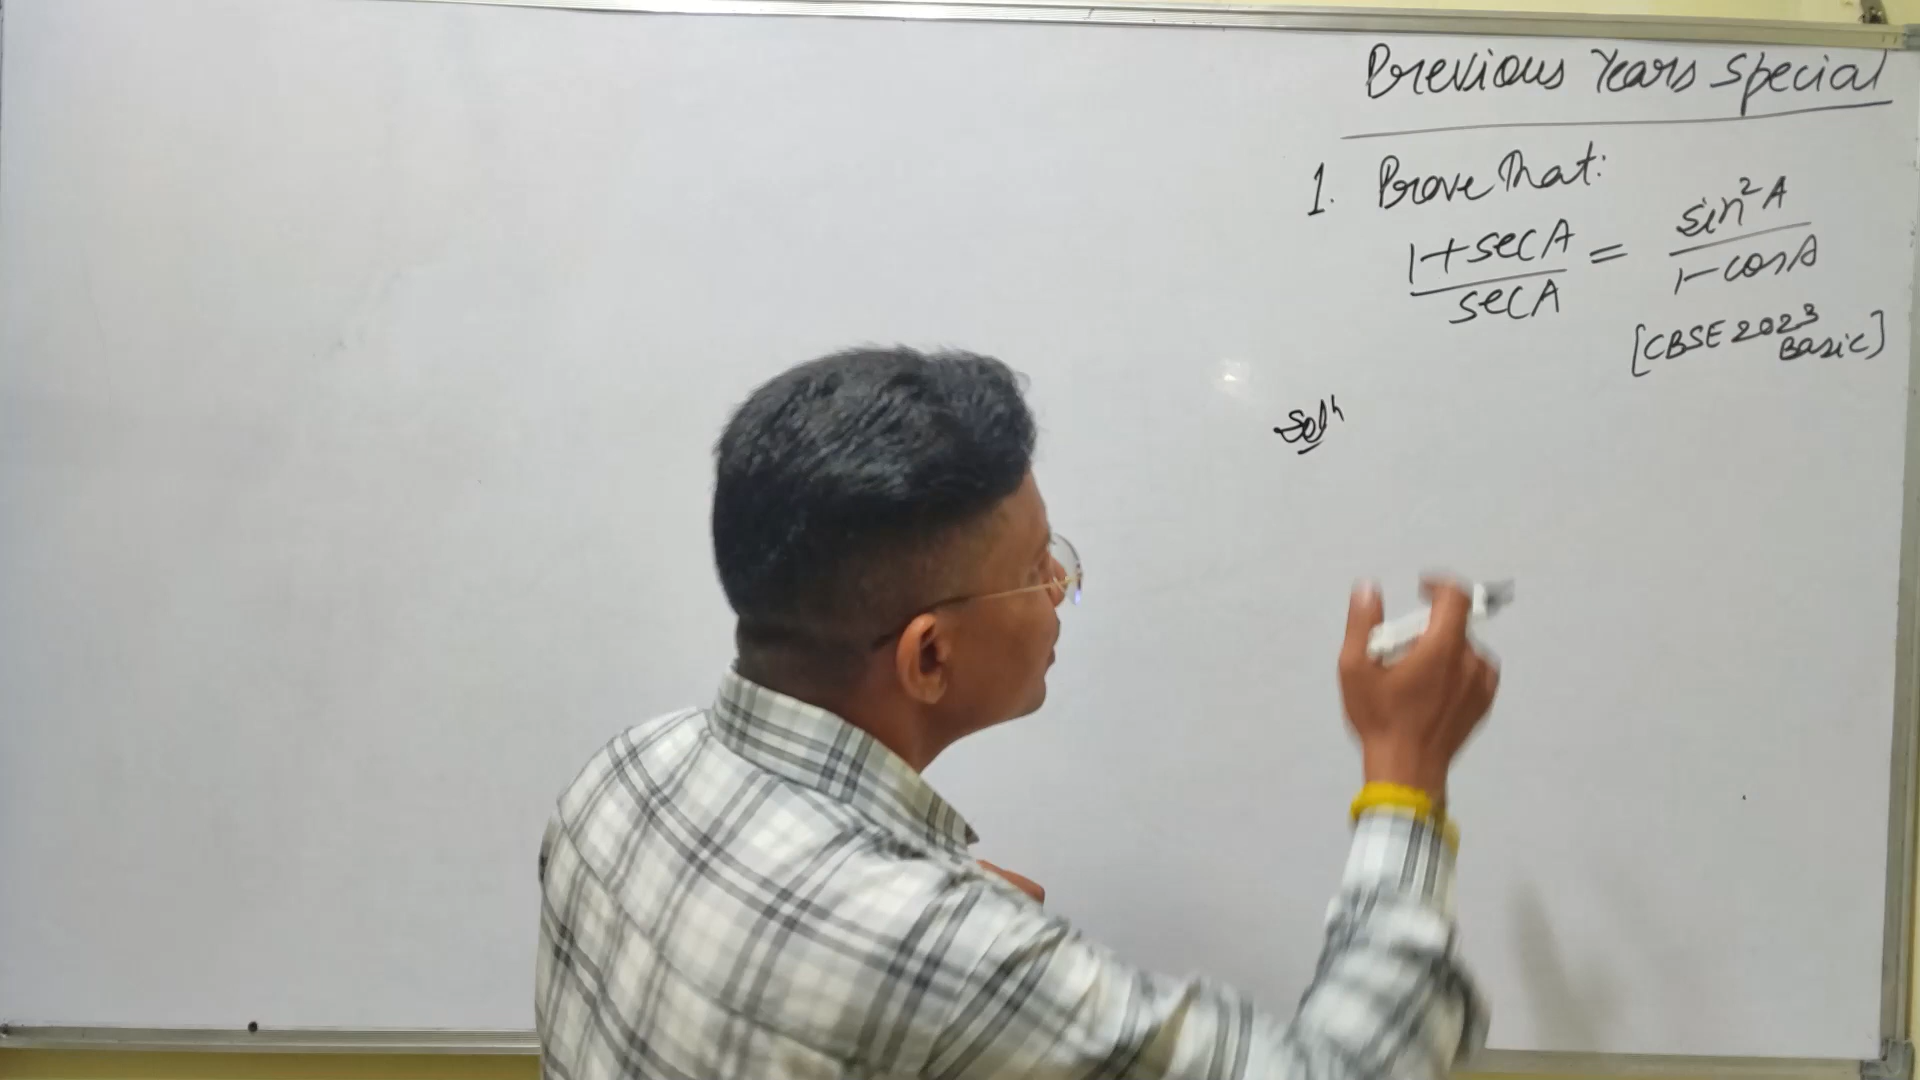 Previous Years Special
1. Prove that:
1+secA/secA = sin²A/1-cosA
[CBSE 2023 Basic]
Solⁿ